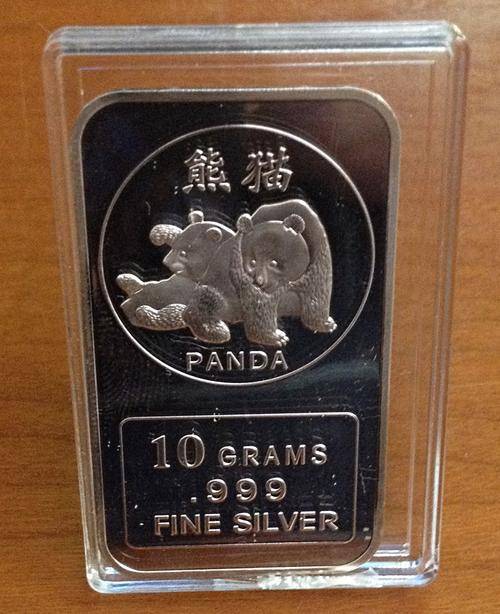 熊猫
PANDA
10 GRAMS
.999
FINE SILVER